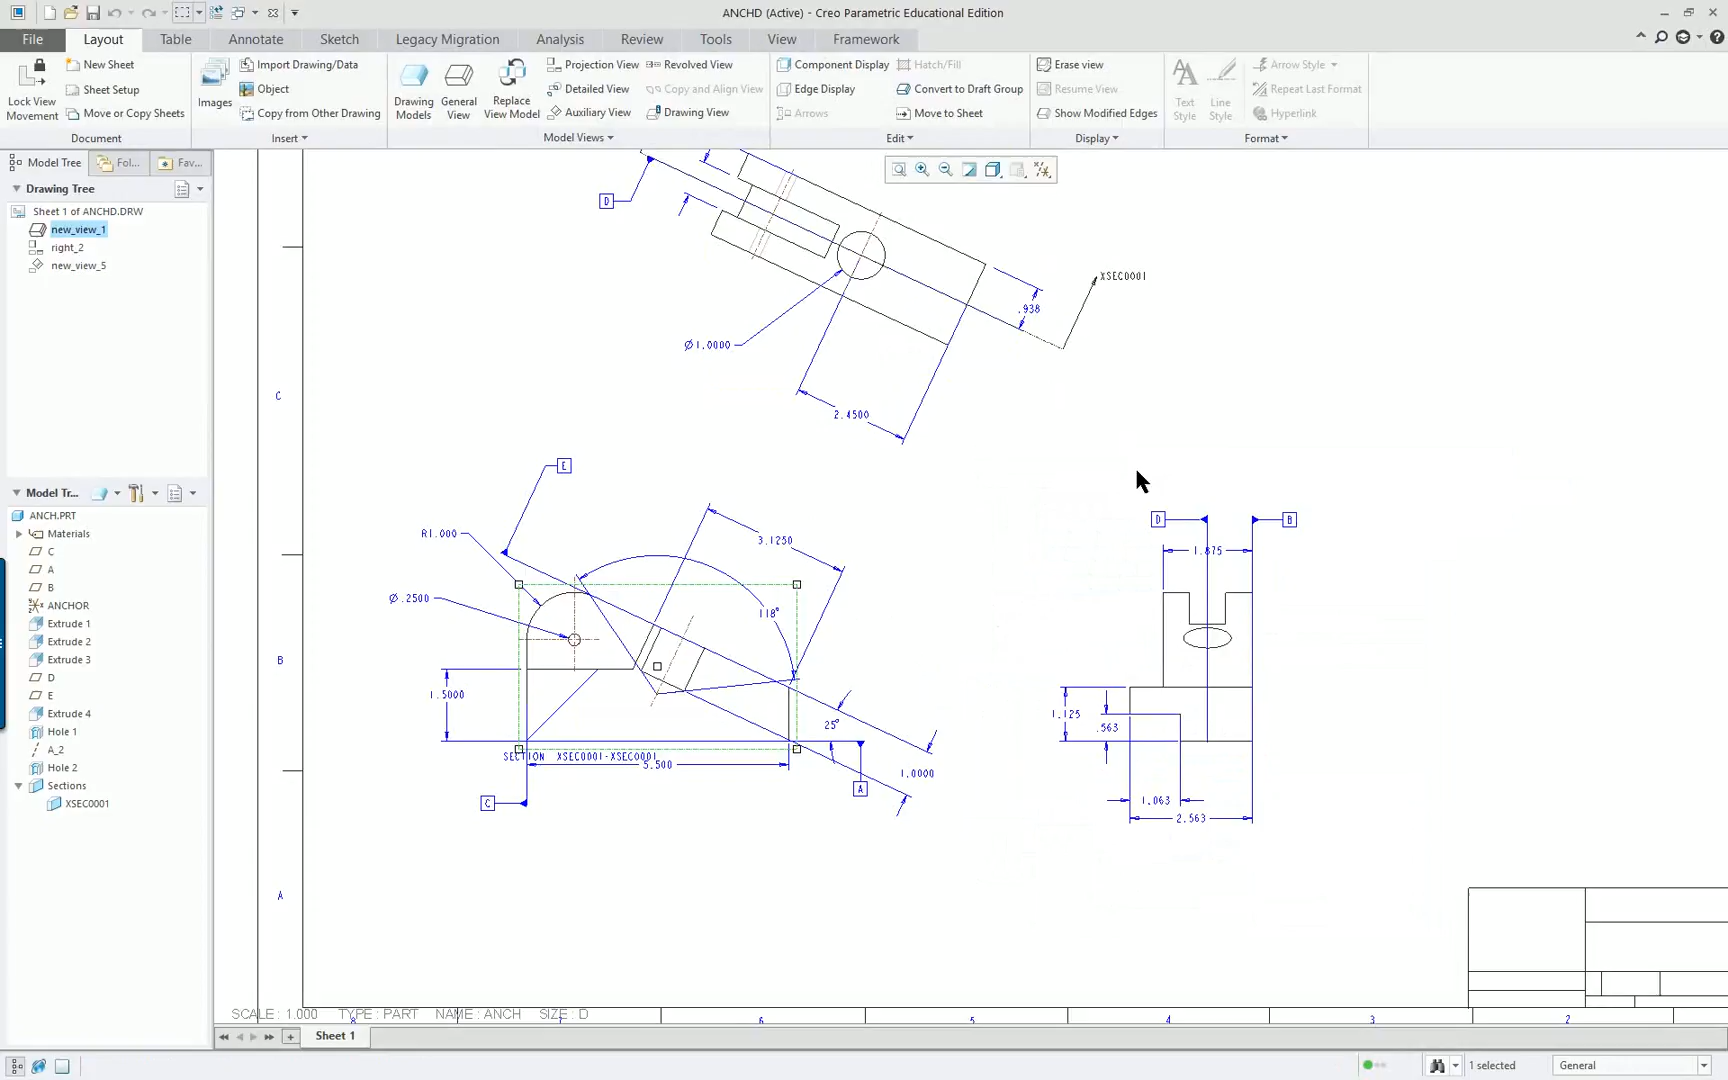 ANCHD (Active) - Creo Parametric Educational Edition
File Layout Table Annotate Sketch Legacy Migration Analysis Review Tools View Framework
Lock View Movement
New Sheet
Sheet Setup
Move or Copy Sheets
Document
Images
Import Drawing/Data
Object
Copy from Other Drawing
Insert
Drawing Models
General View
Replace View Model
Projection View
Detailed View
Auxiliary View
Revolved View
Copy and Align View
Drawing View
Model Views
Component Display
Edge Display
Arrows
Hatch/Fill
Convert to Draft Group
Move to Sheet
Edit
Erase view
Resume View
Show Modified Edges
Display
Text Style
Line Style
Arrow Style
Repeat Last Format
Hyperlink
Format
Model Tree Fol... Fav...
Drawing Tree
Sheet 1 of ANCHD.DRW
new_view_1
right_2
new_view_5
Model Tr...
ANCH.PRT
Materials
C
A
B
ANCHOR
Extrude 1
Extrude 2
Extrude 3
D
E
Extrude 4
Hole 1
A_2
Hole 2
Sections
XSEC0001
D
XSEC0001
.938
Ø1.0000
2.4500
C
E
R1.000
3.1250
Ø.2500
118°
1.5000
25°
SECTION XSEC0001-XSEC0001
5.500
1.0000
A
C
B
D
B
1.875
1.125
.563
1.063
2.563
A
SCALE : 1.000 TYPE : PART NAME : ANCH SIZE : D
6 5 4 3 2
Sheet 1
1 selected
General